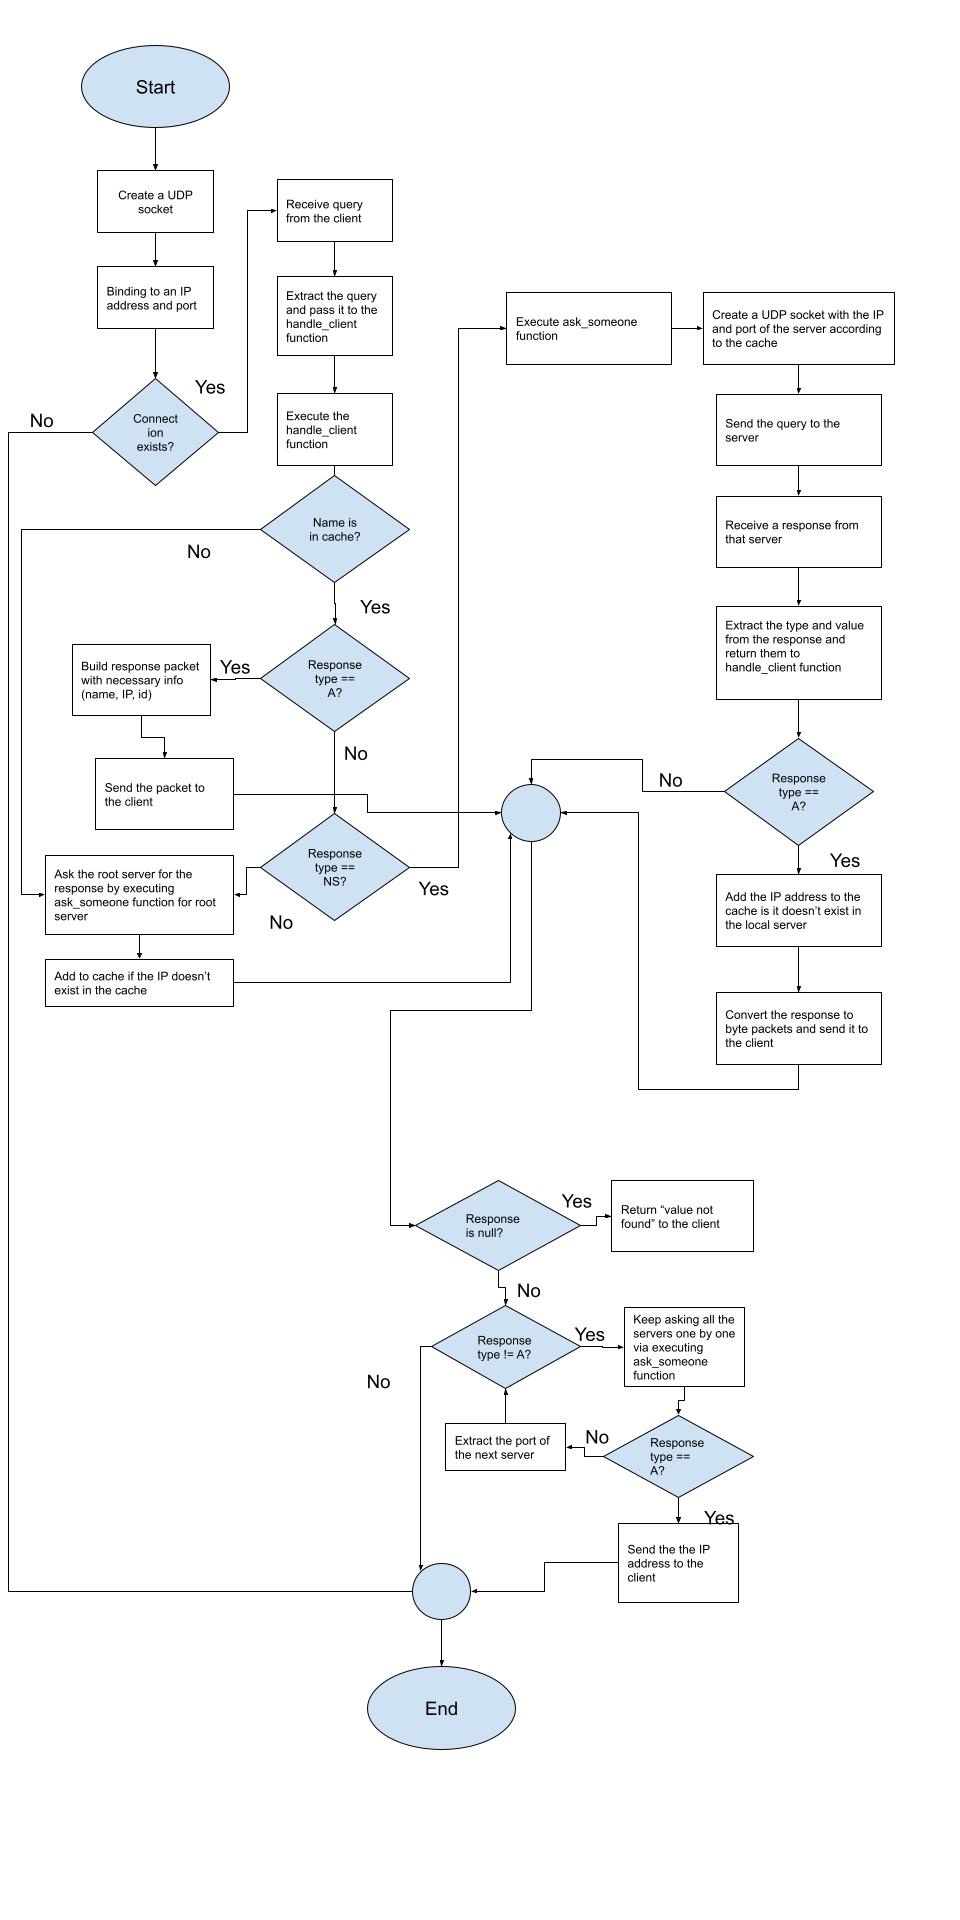 Start
Create a UDP
socket
Binding to an IP
address and port
Connect
ion
exists?
Yes
No
Receive query
from the client
Extract the query
and pass it to the
handle_client
function
Execute the
handle_client
function
Name is
in cache?
No
Yes
Response
type ==
A?
Yes
Build response packet
with necessary info
(name, IP, id)
Send the packet to
the client
No
Response
type ==
NS?
Yes
No
Ask the root server for the
response by executing
ask_someone function for root
server
Add to cache if the IP doesn't
exist in the cache
Execute ask_someone
function
Create a UDP socket with the IP
and port of the server according
to the cache
Send the query to the
server
Receive a response from
that server
Extract the type and value
from the response and
return them to
handle_client function
Response
type ==
A?
No
Yes
Add the IP address to the
cache is it doesn't exist in
the local server
Convert the response to
byte packets and send it to
the client
Response
is null?
Yes
Return “value not
found” to the client
No
Response
type != A?
Yes
No
Keep asking all the
servers one by one
via executing
ask_someone
function
Response
type ==
A?
No
Extract the port of
the next server
Yes
Send the the IP
address to the
client
End